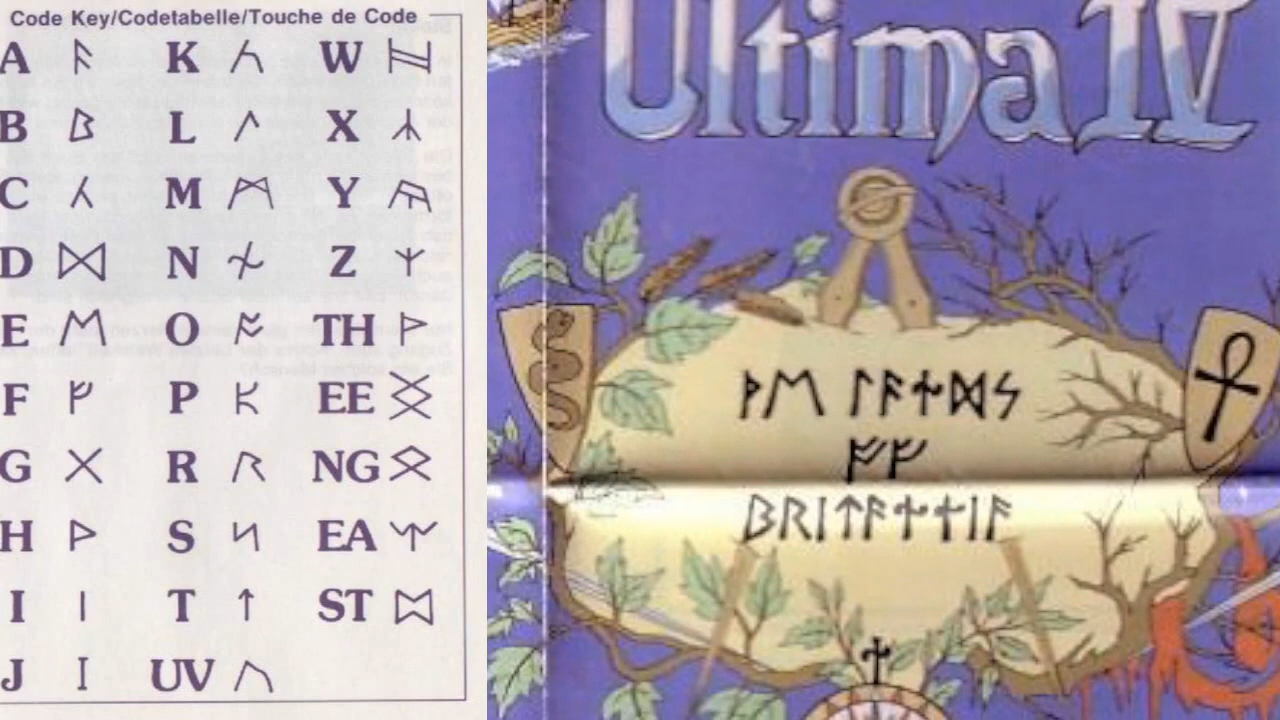 Code Key/Codetabelle/Touche de Code
A ᚨ K ᚳ W ᚻ
B ᛒ L ᛚ X ᛣ
C ᚴ M ᛗ Y ᚣ
D ᛞ N ᚾ Z ᛉ
E ᛖ O ᚩ TH ᚦ
F ᚠ P ᛈ EE ᛝ
G ᚷ R ᚱ NG ᛟ
H ᚦ S ᛋ EA ᛠ
I ᛁ T ᛏ ST ᛥ
J I UV ᚢ
Ultima IV
ᚦᛖ ᛚᚨᚾᛞᛋ
ᚩᚠ
ᛒᚱᛁᛏᚨᚾᚾᛁᚨ